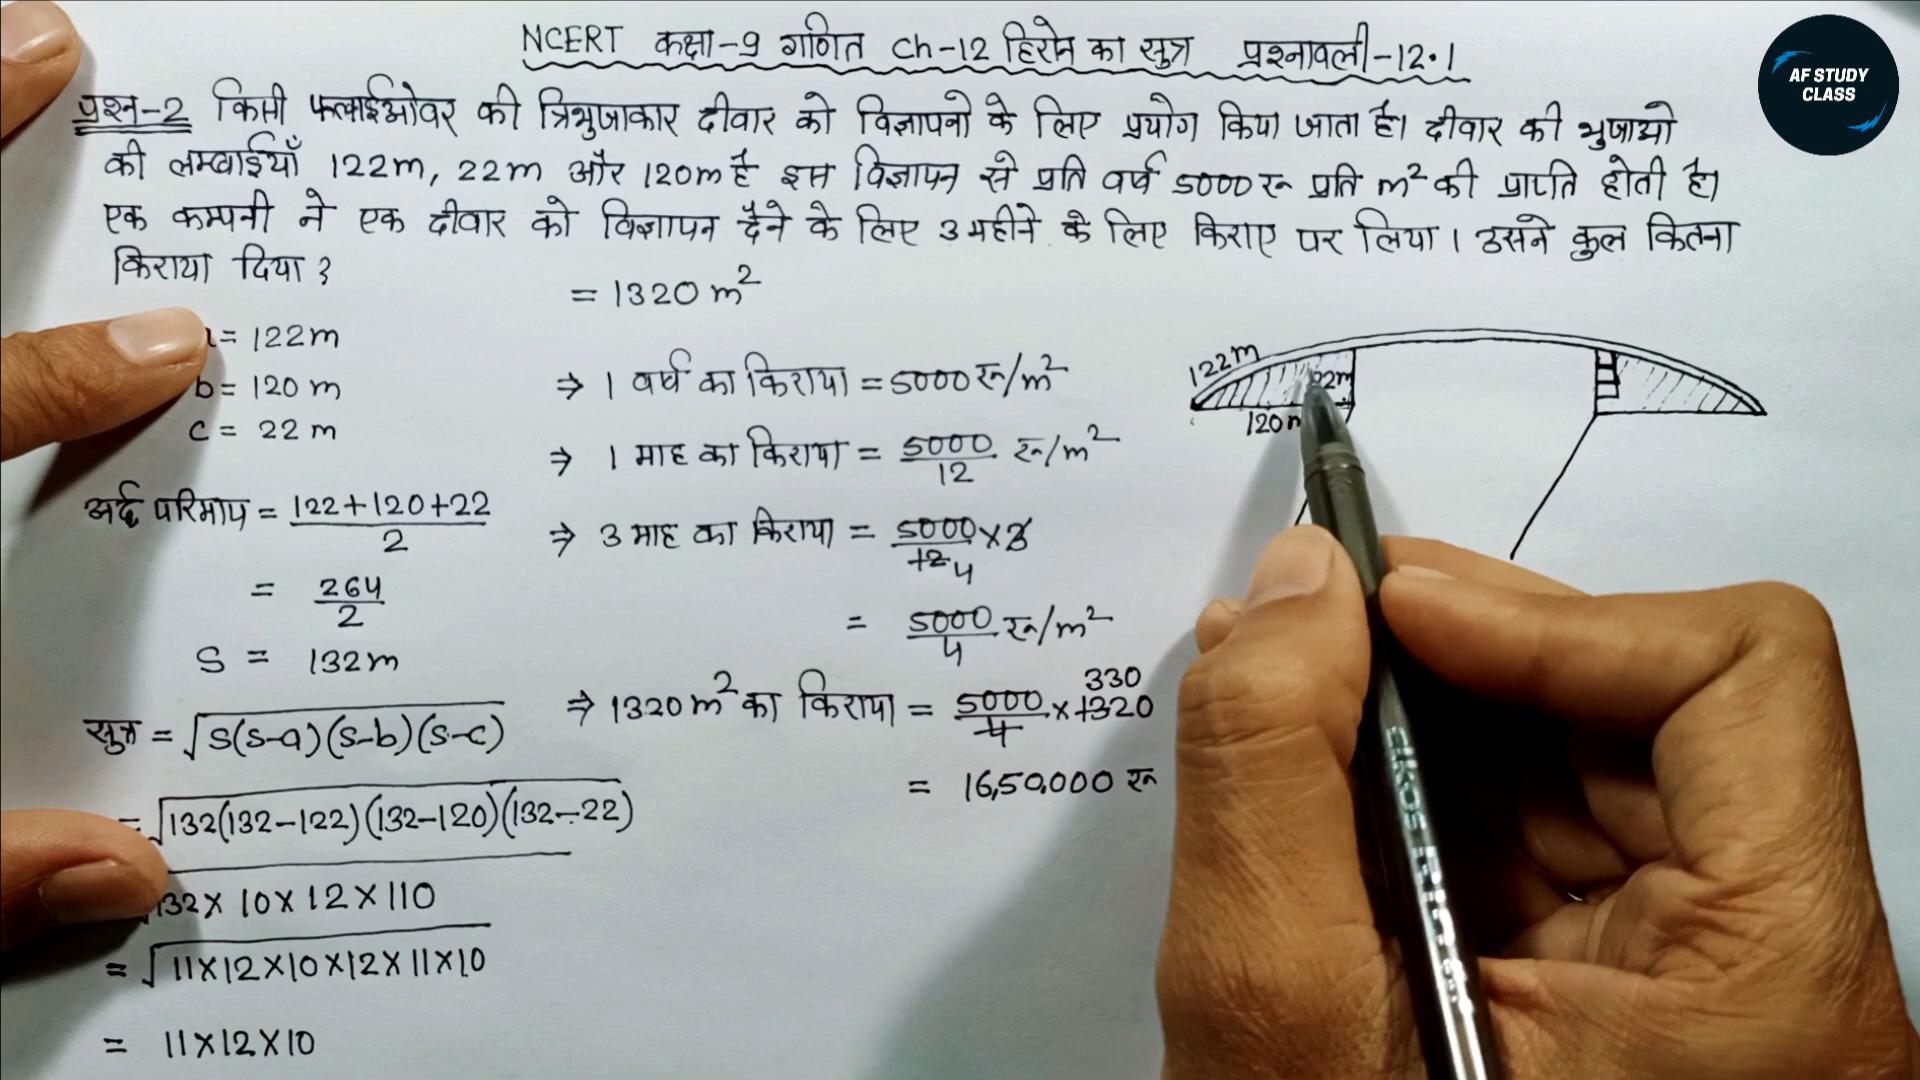 NCERT कक्षा-9 गणित Ch-12 हिरोन का सुत्र प्रश्नावली-12.1
AF STUDY
CLASS
प्रश्न-2 किसी फ्लाईओवर की त्रिभुजाकार दीवार को विज्ञापनो के लिए प्रयोग किया जाता है। दीवार की भुजाओ
की लम्बाईयाँ 122m, 22m और 120m है इस विज्ञापन से प्रति वर्ष 5000 रू प्रति m² की प्राप्ति होती है।
एक कम्पनी ने एक दीवार को विज्ञापन देने के लिए 3 महीने के लिए किराए पर लिया। उसने कुल कितना
किराया दिया ?
= 122m
b = 120 m
c = 22 m
अर्द्ध परिमाप = 122+120+22
2
= 264
2
S = 132m
सुत्र = √S(s-a)(s-b)(s-c)
= √132(132-122)(132-120)(132-22)
√132 × 10 × 12 × 110
= √11×12×10×12×11×10
= 11×12×10
= 1320 m²
⇒ 1 वर्ष का किराया = 5000 रू/m²
⇒ 1 माह का किराया = 5000 रू/m²
12
⇒ 3 माह का किराया = 5000 × 3
12 4
= 5000 रू/m²
4
330
⇒ 1320 m² का किराया = 5000 × 1320
4
= 16,50,000 रू
122m
22m
120m